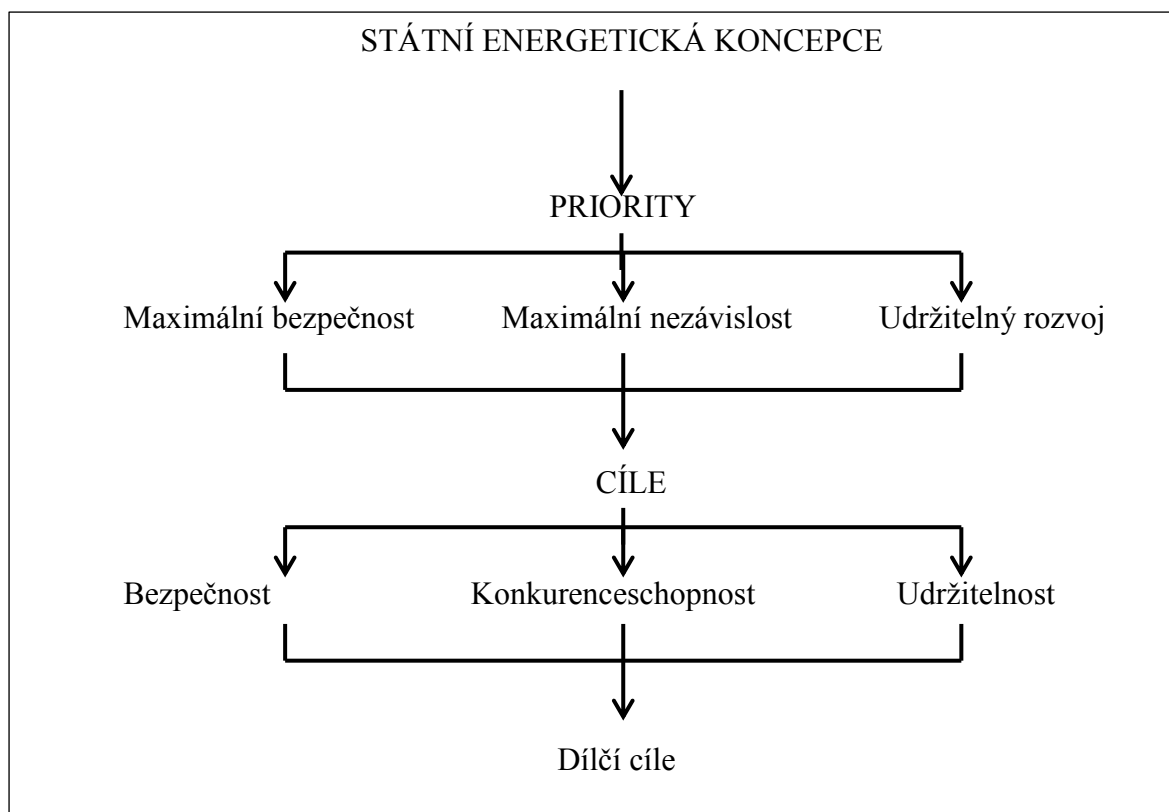 STÁTNÍ ENERGETICKÁ KONCEPCE
PRIORITY
Maximální bezpečnost Maximální nezávislost Udržitelný rozvoj
CÍLE
Bezpečnost Konkurenceschopnost Udržitelnost
Dílčí cíle